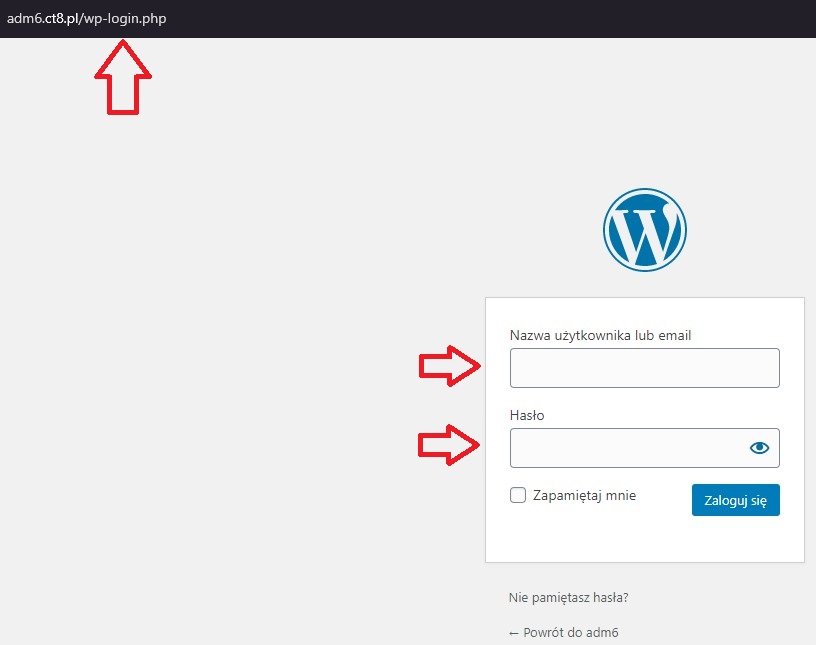 adm6.ct8.pl/wp-login.php
Nazwa użytkownika lub email
Hasło
Zapamiętaj mnie
Zaloguj się
Nie pamiętasz hasła?
← Powrót do adm6